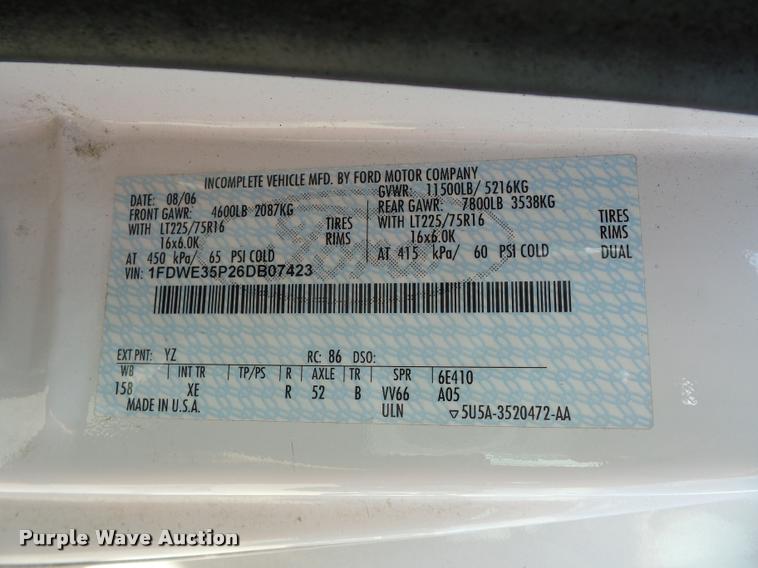 INCOMPLETE VEHICLE MFD. BY FORD MOTOR COMPANY
DATE: 08/06 GVWR: 11500LB/ 5216KG
FRONT GAWR: 4600LB 2087KG REAR GAWR: 7800LB 3538KG
WITH LT225/75R16 TIRES WITH LT225/75R16 TIRES
16x6.0K RIMS 16x6.0K RIMS
AT 450 kPa/ 65 PSI COLD AT 415 kPa/ 60 PSI COLD DUAL
VIN: 1FDWE35P26DB07423
EXT PNT: YZ RC: 86 DSO:
WB INT TR TP/PS R AXLE TR SPR 6E410
158 XE R 52 B VV66 A05
MADE IN U.S.A. ULN ▽5U5A-3520472-AA
Purple Wave Auction